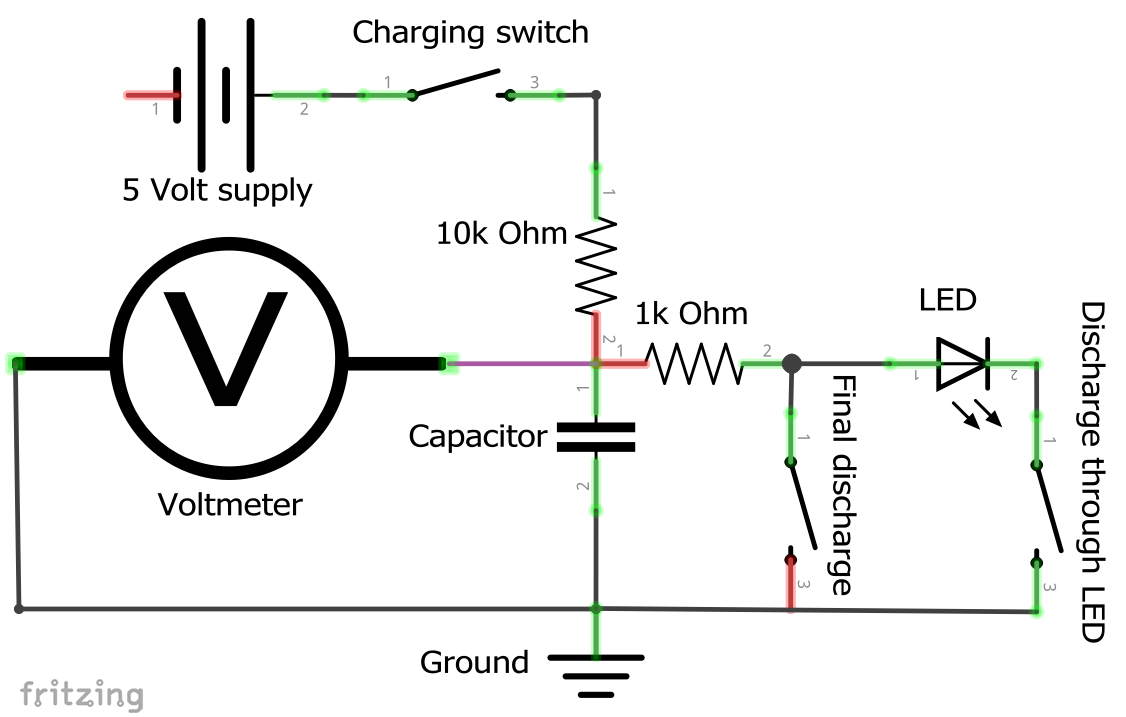 Charging switch
1
3
1
2
5 Volt supply
1
10k Ohm
V
2
1k Ohm
1
2
LED
1
2
Discharge through LED
Final discharge
1
1
1
Capacitor
2
Voltmeter
3
3
Ground
fritzing